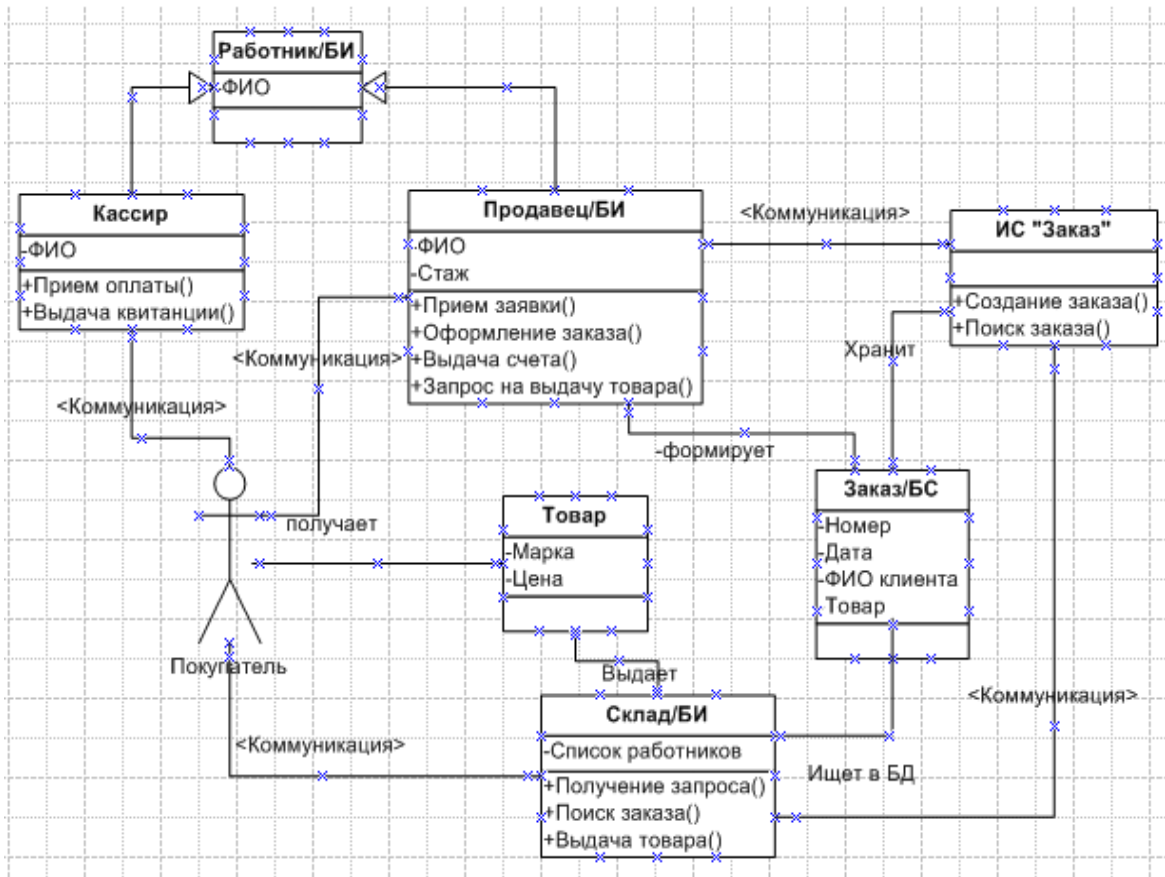 Работник/БИ
-ФИО
Кассир
-ФИО
+Прием оплаты()
+Выдача квитанции()
Продавец/БИ
-ФИО
-Стаж
+Прием заявки()
+Оформление заказа()
+Выдача счета()
+Запрос на выдачу товара()
<Коммуникация>
ИС "Заказ"
+Создание заказа()
+Поиск заказа()
Хранит
<Коммуникация>
<Коммуникация>
-формирует
получает
Товар
-Марка
-Цена
Заказ/БС
-Номер
-Дата
-ФИО клиента
Товар
Покупатель
Выдает
<Коммуникация>
<Коммуникация>
Склад/БИ
-Список работников
+Получение запроса()
+Поиск заказа()
+Выдача товара()
Ищет в БД